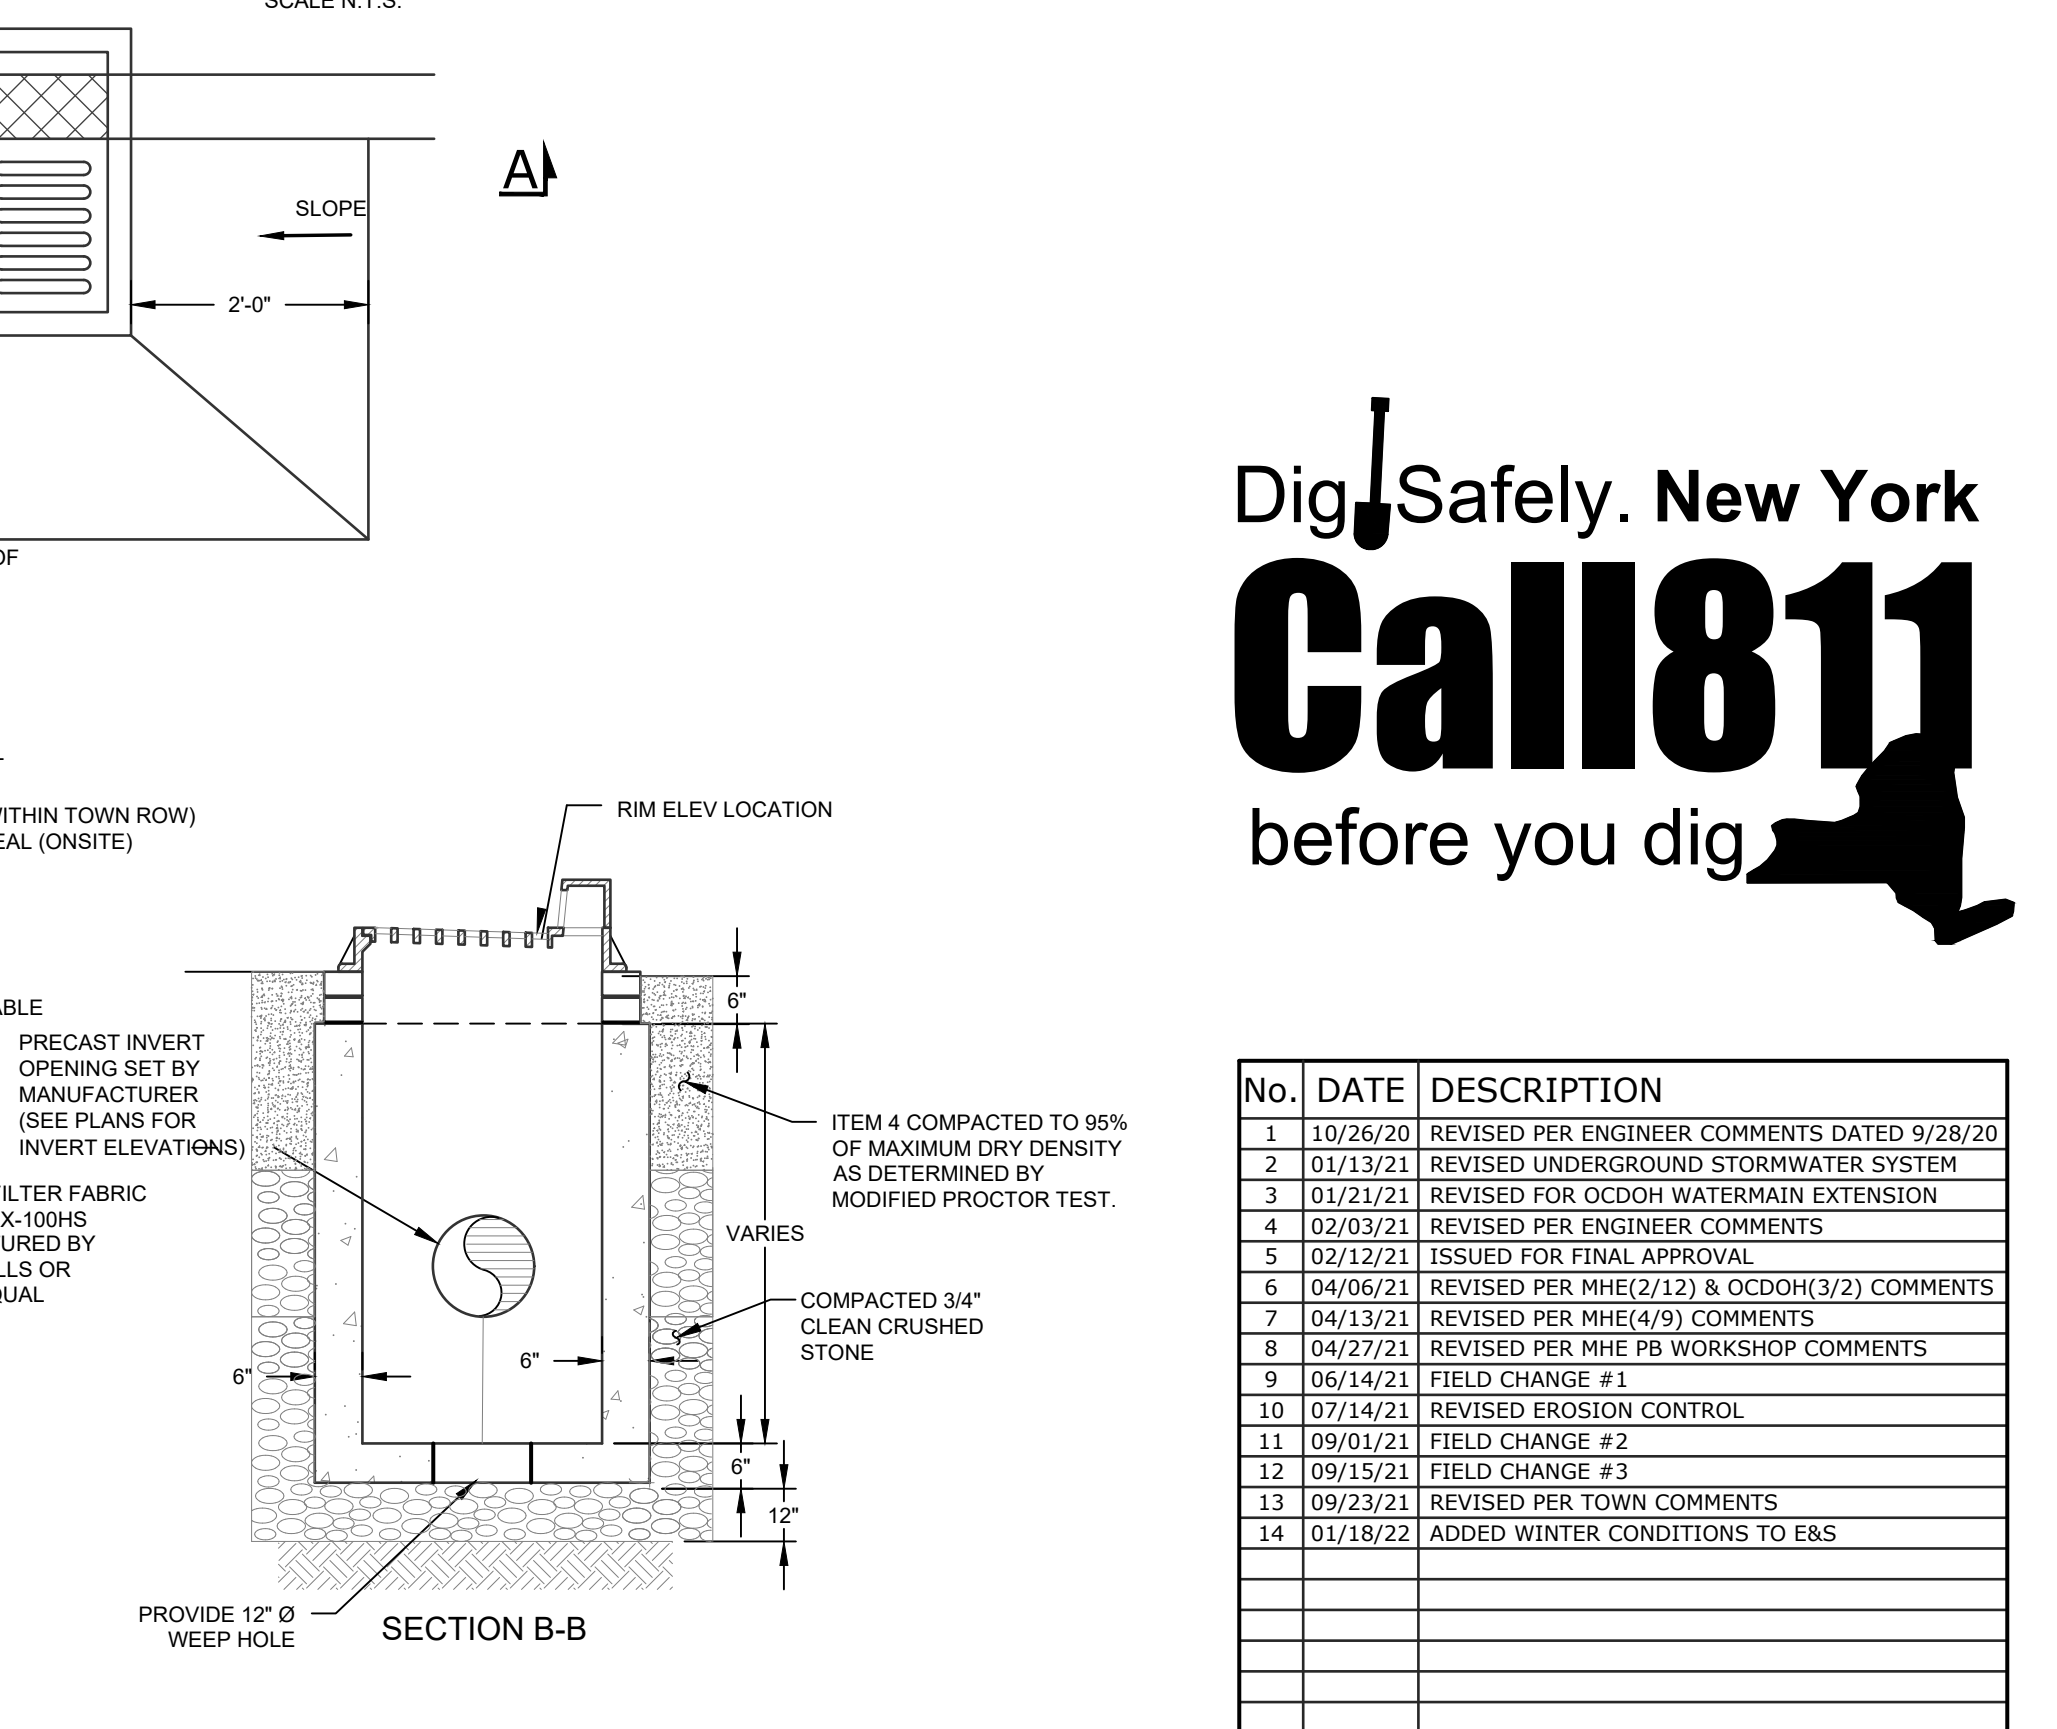 SCALE N.T.S.
A
SLOPE
2'-0"
OF
WITHIN TOWN ROW)
EAL (ONSITE)
RIM ELEV LOCATION
6"
ABLE
PRECAST INVERT
OPENING SET BY
MANUFACTURER
(SEE PLANS FOR
INVERT ELEVATIONS)
FILTER FABRIC
X-100HS
URED BY
LLS OR
QUAL
ITEM 4 COMPACTED TO 95%
OF MAXIMUM DRY DENSITY
AS DETERMINED BY
MODIFIED PROCTOR TEST.
VARIES
COMPACTED 3/4"
CLEAN CRUSHED
STONE
6"
6"
6"
12"
PROVIDE 12" Ø
WEEP HOLE
SECTION B-B
Dig Safely. New York
Call811
before you dig
No. DATE DESCRIPTION
1 10/26/20 REVISED PER ENGINEER COMMENTS DATED 9/28/20
2 01/13/21 REVISED UNDERGROUND STORMWATER SYSTEM
3 01/21/21 REVISED FOR OCDOH WATERMAIN EXTENSION
4 02/03/21 REVISED PER ENGINEER COMMENTS
5 02/12/21 ISSUED FOR FINAL APPROVAL
6 04/06/21 REVISED PER MHE(2/12) & OCDOH(3/2) COMMENTS
7 04/13/21 REVISED PER MHE(4/9) COMMENTS
8 04/27/21 REVISED PER MHE PB WORKSHOP COMMENTS
9 06/14/21 FIELD CHANGE #1
10 07/14/21 REVISED EROSION CONTROL
11 09/01/21 FIELD CHANGE #2
12 09/15/21 FIELD CHANGE #3
13 09/23/21 REVISED PER TOWN COMMENTS
14 01/18/22 ADDED WINTER CONDITIONS TO E&S